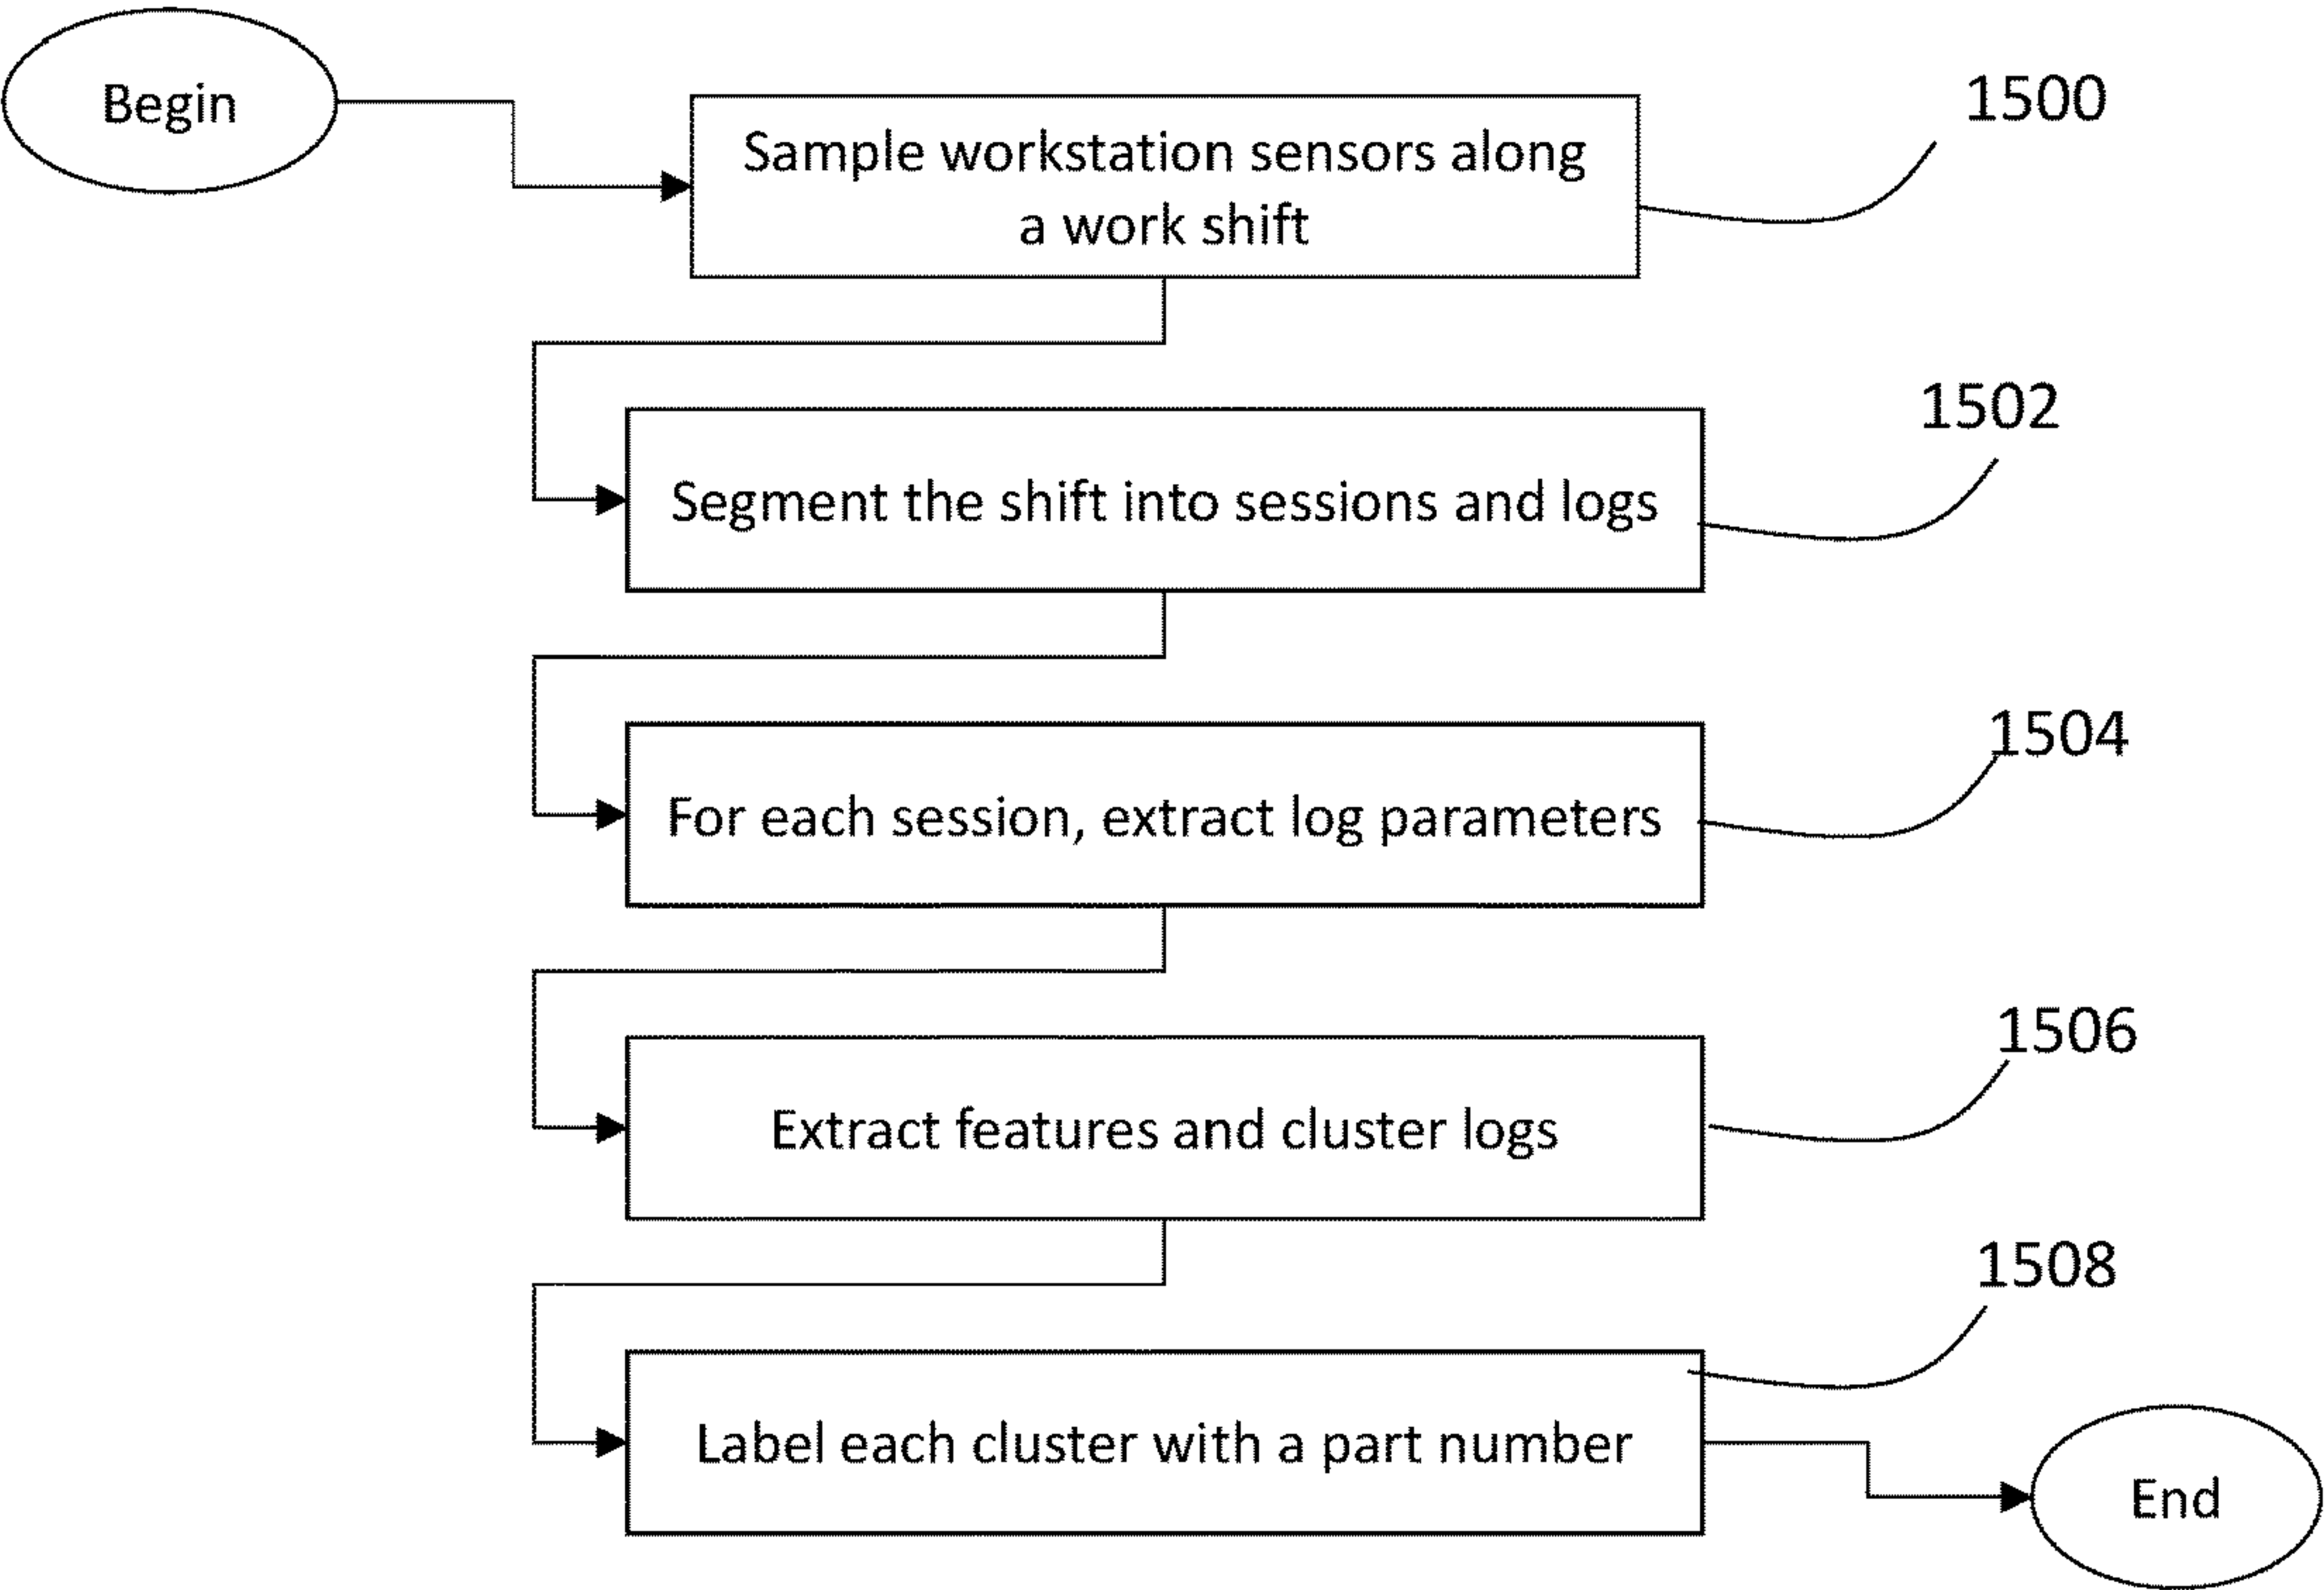 Begin
1500
Sample workstation sensors along
a work shift
1502
Segment the shift into sessions and logs
1504
For each session, extract log parameters
1506
Extract features and cluster logs
1508
Label each cluster with a part number
End